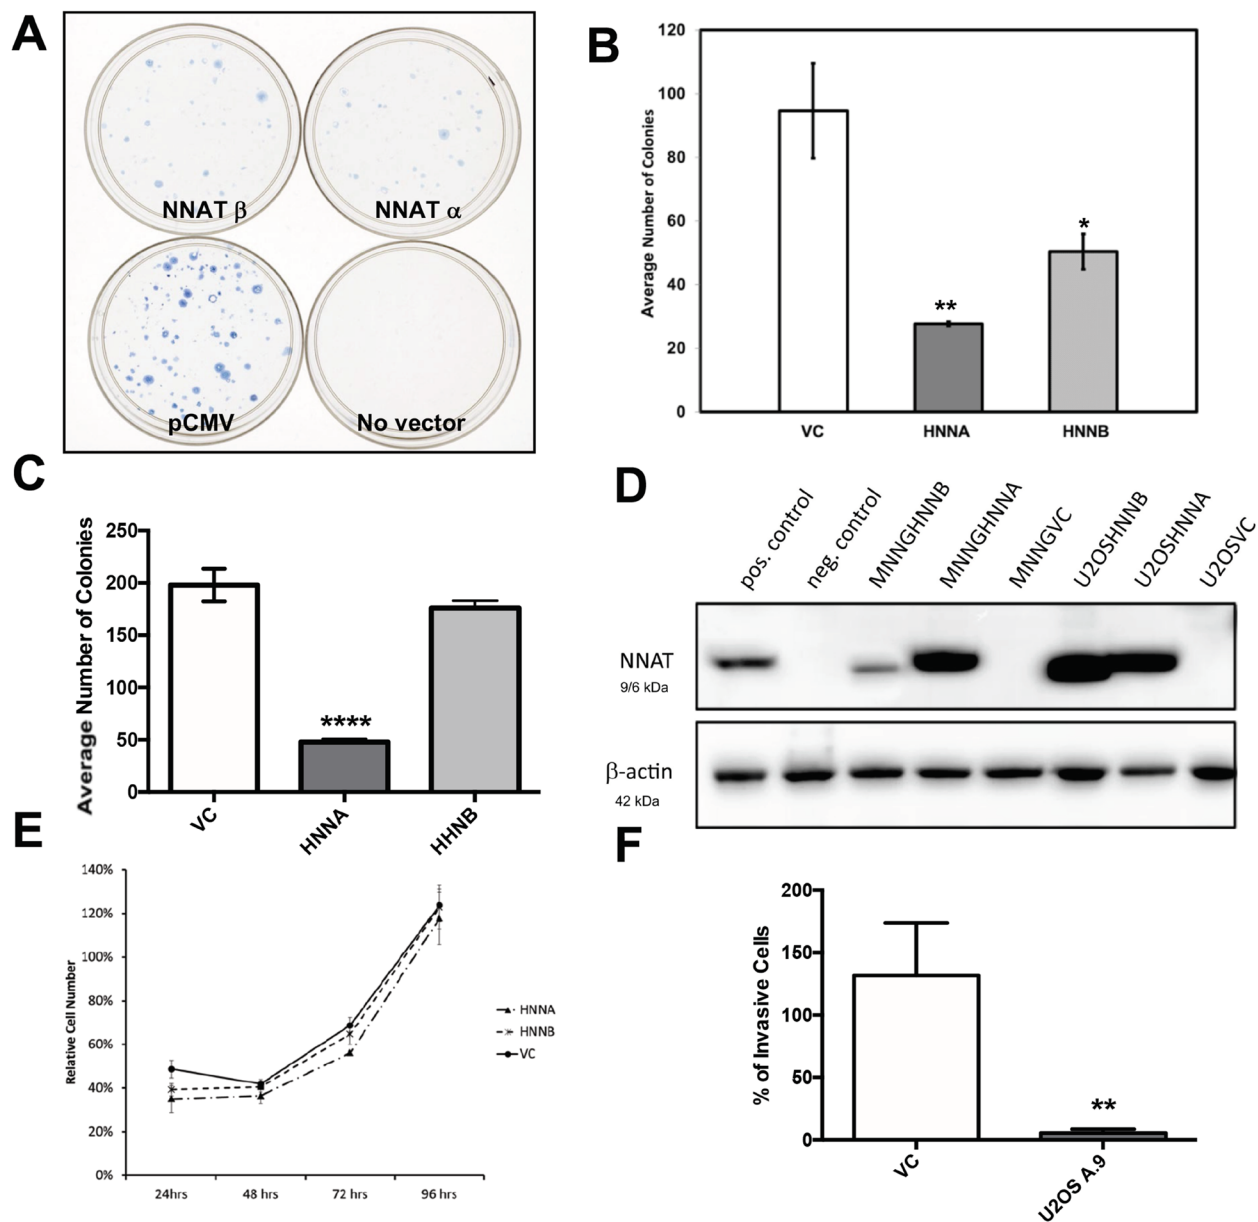 A
NNAT β
NNAT α
pCMV
No vector
B
Average Number of Colonies
120
100
80
60
40
20
0
**
*
VC
HNNA
HNNB
C
Average Number of Colonies
250
200
150
100
50
0
****
VC
HNNA
HHNB
D
pos. control
neg. control
MNNGHNNB
MNNGHNNA
MNNGVC
U2OSHNNB
U2OSHNNA
U2OSVC
NNAT
9/6 kDa
β-actin
42 kDa
E
Relative Cell Number
140%
120%
100%
80%
60%
40%
20%
0%
24hrs
48 hrs
72 hrs
96 hrs
HNNA
HNNB
VC
F
% of Invasive Cells
200
150
100
50
0
**
VC
U2OS A.9